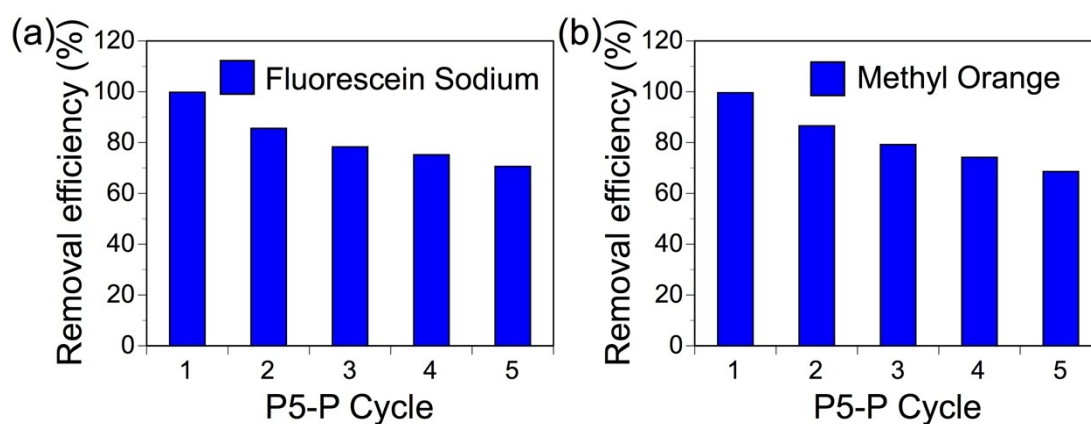 (a)
Removal efficiency (%)
120
100
80
60
40
20
0
Fluorescein Sodium
1 2 3 4 5
P5-P Cycle
(b)
Removal efficiency (%)
120
100
80
60
40
20
0
Methyl Orange
1 2 3 4 5
P5-P Cycle